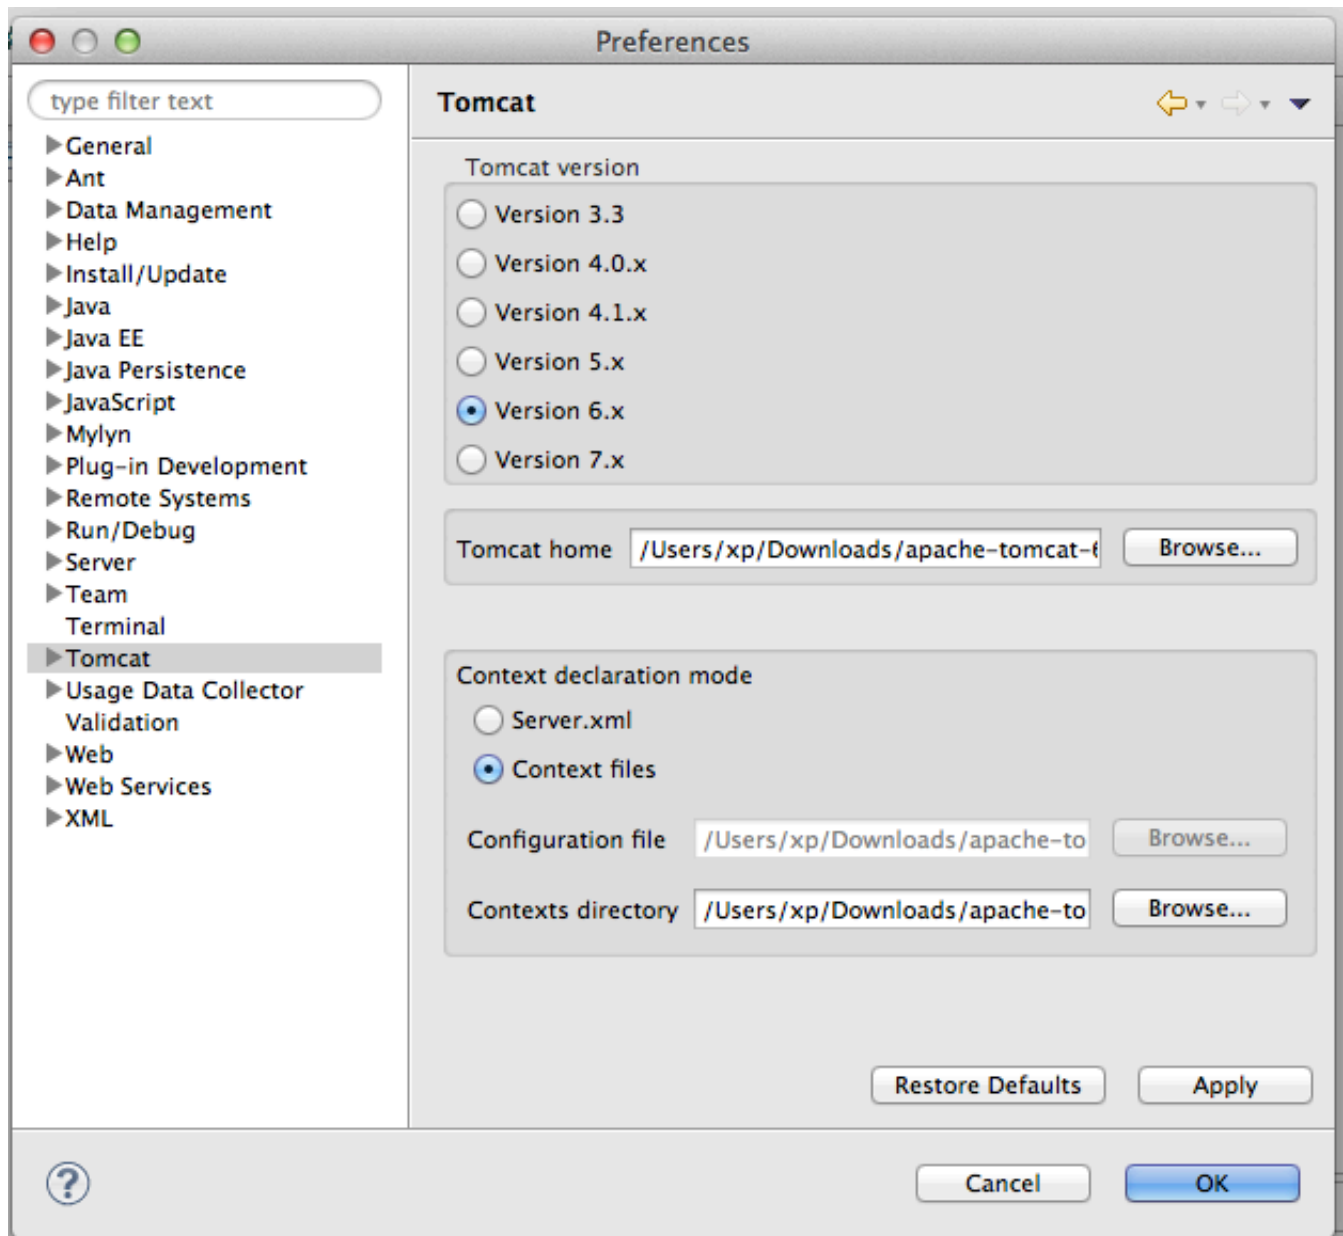 Preferences
type filter text
General
Ant
Data Management
Help
Install/Update
Java
Java EE
Java Persistence
JavaScript
Mylyn
Plug-in Development
Remote Systems
Run/Debug
Server
Team
Terminal
Tomcat
Usage Data Collector
Validation
Web
Web Services
XML
Tomcat
Tomcat version
Version 3.3
Version 4.0.x
Version 4.1.x
Version 5.x
Version 6.x
Version 7.x
Tomcat home /Users/xp/Downloads/apache-tomcat-6 Browse...
Context declaration mode
Server.xml
Context files
Configuration file /Users/xp/Downloads/apache-to Browse...
Contexts directory /Users/xp/Downloads/apache-to Browse...
Restore Defaults Apply
? Cancel OK